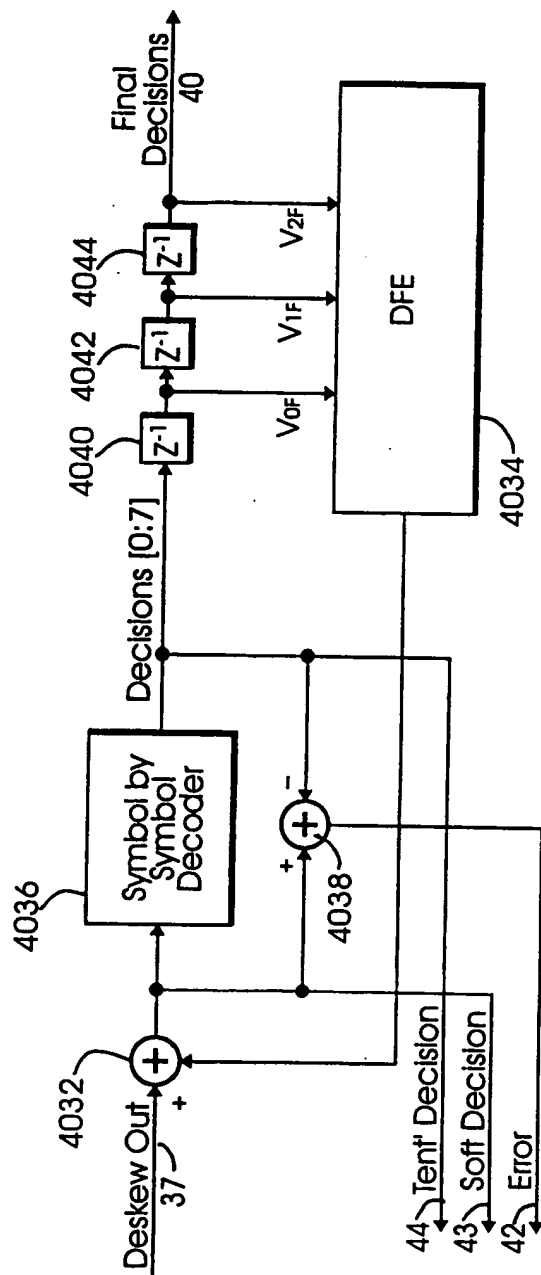 Deskew Out
37
+
4032
+
4036
Symbol by
Symbol
Decoder
Decisions [0:7]
4040
Z⁻¹
4042
Z⁻¹
4044
Z⁻¹
Final
Decisions
40
V0F
V1F
V2F
DFE
4034
+
−
+
4038
44
Tent' Decision
43
Soft Decision
42
Error